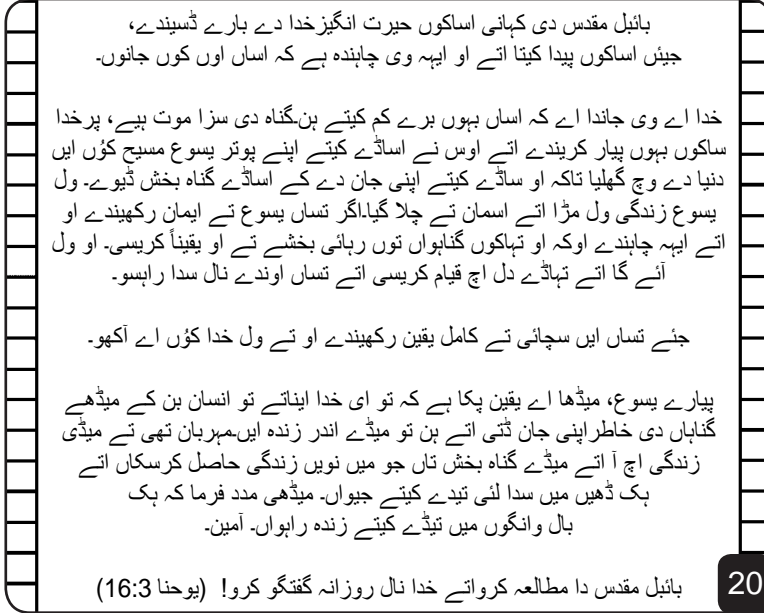 بائبل مقدس دی کہانی اساکوں حیرت انگیزخدا دے بارے ڈسیندے،
جیئں اساکوں پیدا کیتا اتے او ایہہ وی چاہندہ ہے کہ اساں اوں کوں جانوں۔
خدا اے وی جاندا اے کہ اساں بہوں برے کم کیتے ہن۔گناہ دی سزا موت ہیے، پرخدا
ساکوں بہوں پیار کریندے اتے اوس نے اساڈے کیتے اپنے پوتر یسوع مسیح کوُں ایں
دنیا دے وچ گھلیا تاکہ او ساڈے کیتے اپنی جان دے کے اساڈے گناہ بخش ڈیوے۔ ول
یسوع زندگی ول مڑا اتے اسمان تے چلا گیا۔اگر تساں یسوع تے ایمان رکھیندے او
اتے ایہہ چاہندے اوکہ او تہاکوں گناہواں توں رہائی بخشے تے او یقیناً کریسی۔ او ول
آئے گا اتے تہاڈے دل اچ قیام کریسی اتے تساں اوندے نال سدا راہسو۔
جئے تساں ایں سچائی تے کامل یقین رکھیندے او تے ول خدا کوُں اے آکھو۔
پیارے یسوع، میڈھا اے یقین پکا ہے کہ تو ای خدا ایناتے تو انسان بن کے میڈھے
گناہاں دی خاطراپنی جان ڈتی اتے ہن تو میڈے اندر زندہ ایں۔مہربان تھی تے میڈی
زندگی اچ آ اتے میڈے گناہ بخش تاں جو میں نویں زندگی حاصل کرسکاں اتے
ہک ڈھیں میں سدا لئی تیدے کیتے جیواں۔ میڈھی مدد فرما کہ ہک
بال وانگوں میں تیڈے کیتے زندہ راہواں۔ آمین۔
بائبل مقدس دا مطالعہ کرواتے خدا نال روزانہ گفتگو کرو! (یوحنا 16:3)
20